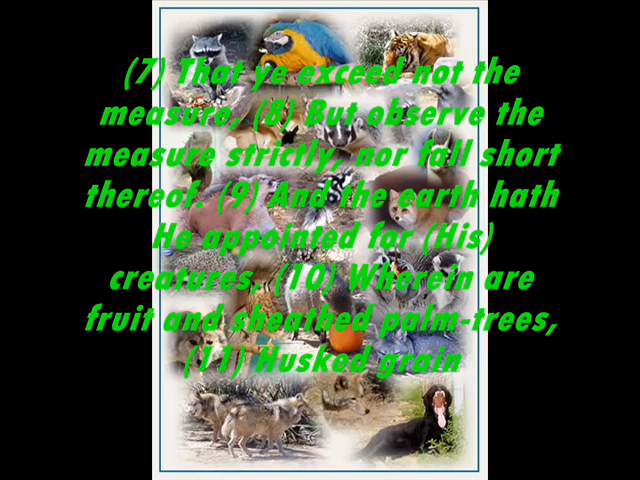 (7) That ye exceed not the
measure, (8) But observe the
measure strictly, nor fall short
thereof. (9) And the earth hath
He appointed for (His)
creatures, (10) Wherein are
fruit and sheathed palm-trees,
(11) Husked grain